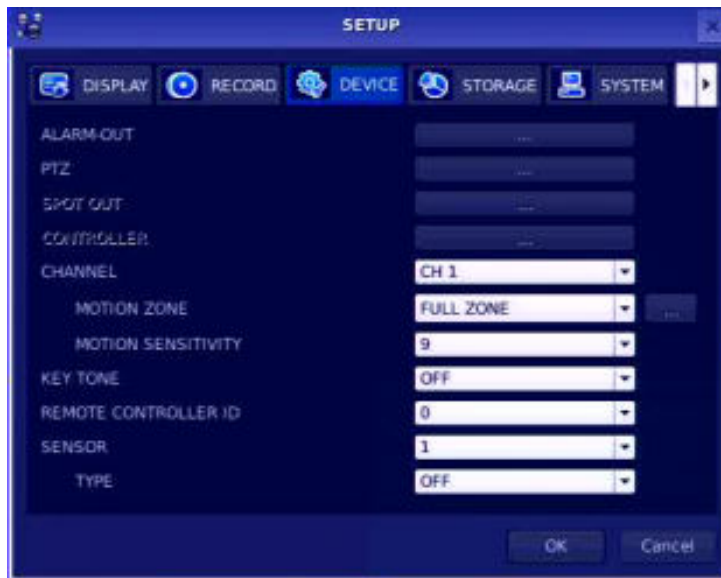 SETUP
DISPLAY RECORD DEVICE STORAGE SYSTEM
ALARM-OUT ...
PTZ ...
SPOT OUT ...
CONTROLLER ...
CHANNEL CH 1
MOTION ZONE FULL ZONE ...
MOTION SENSITIVITY 9
KEY TONE OFF
REMOTE CONTROLLER ID 0
SENSOR 1
TYPE OFF
OK Cancel